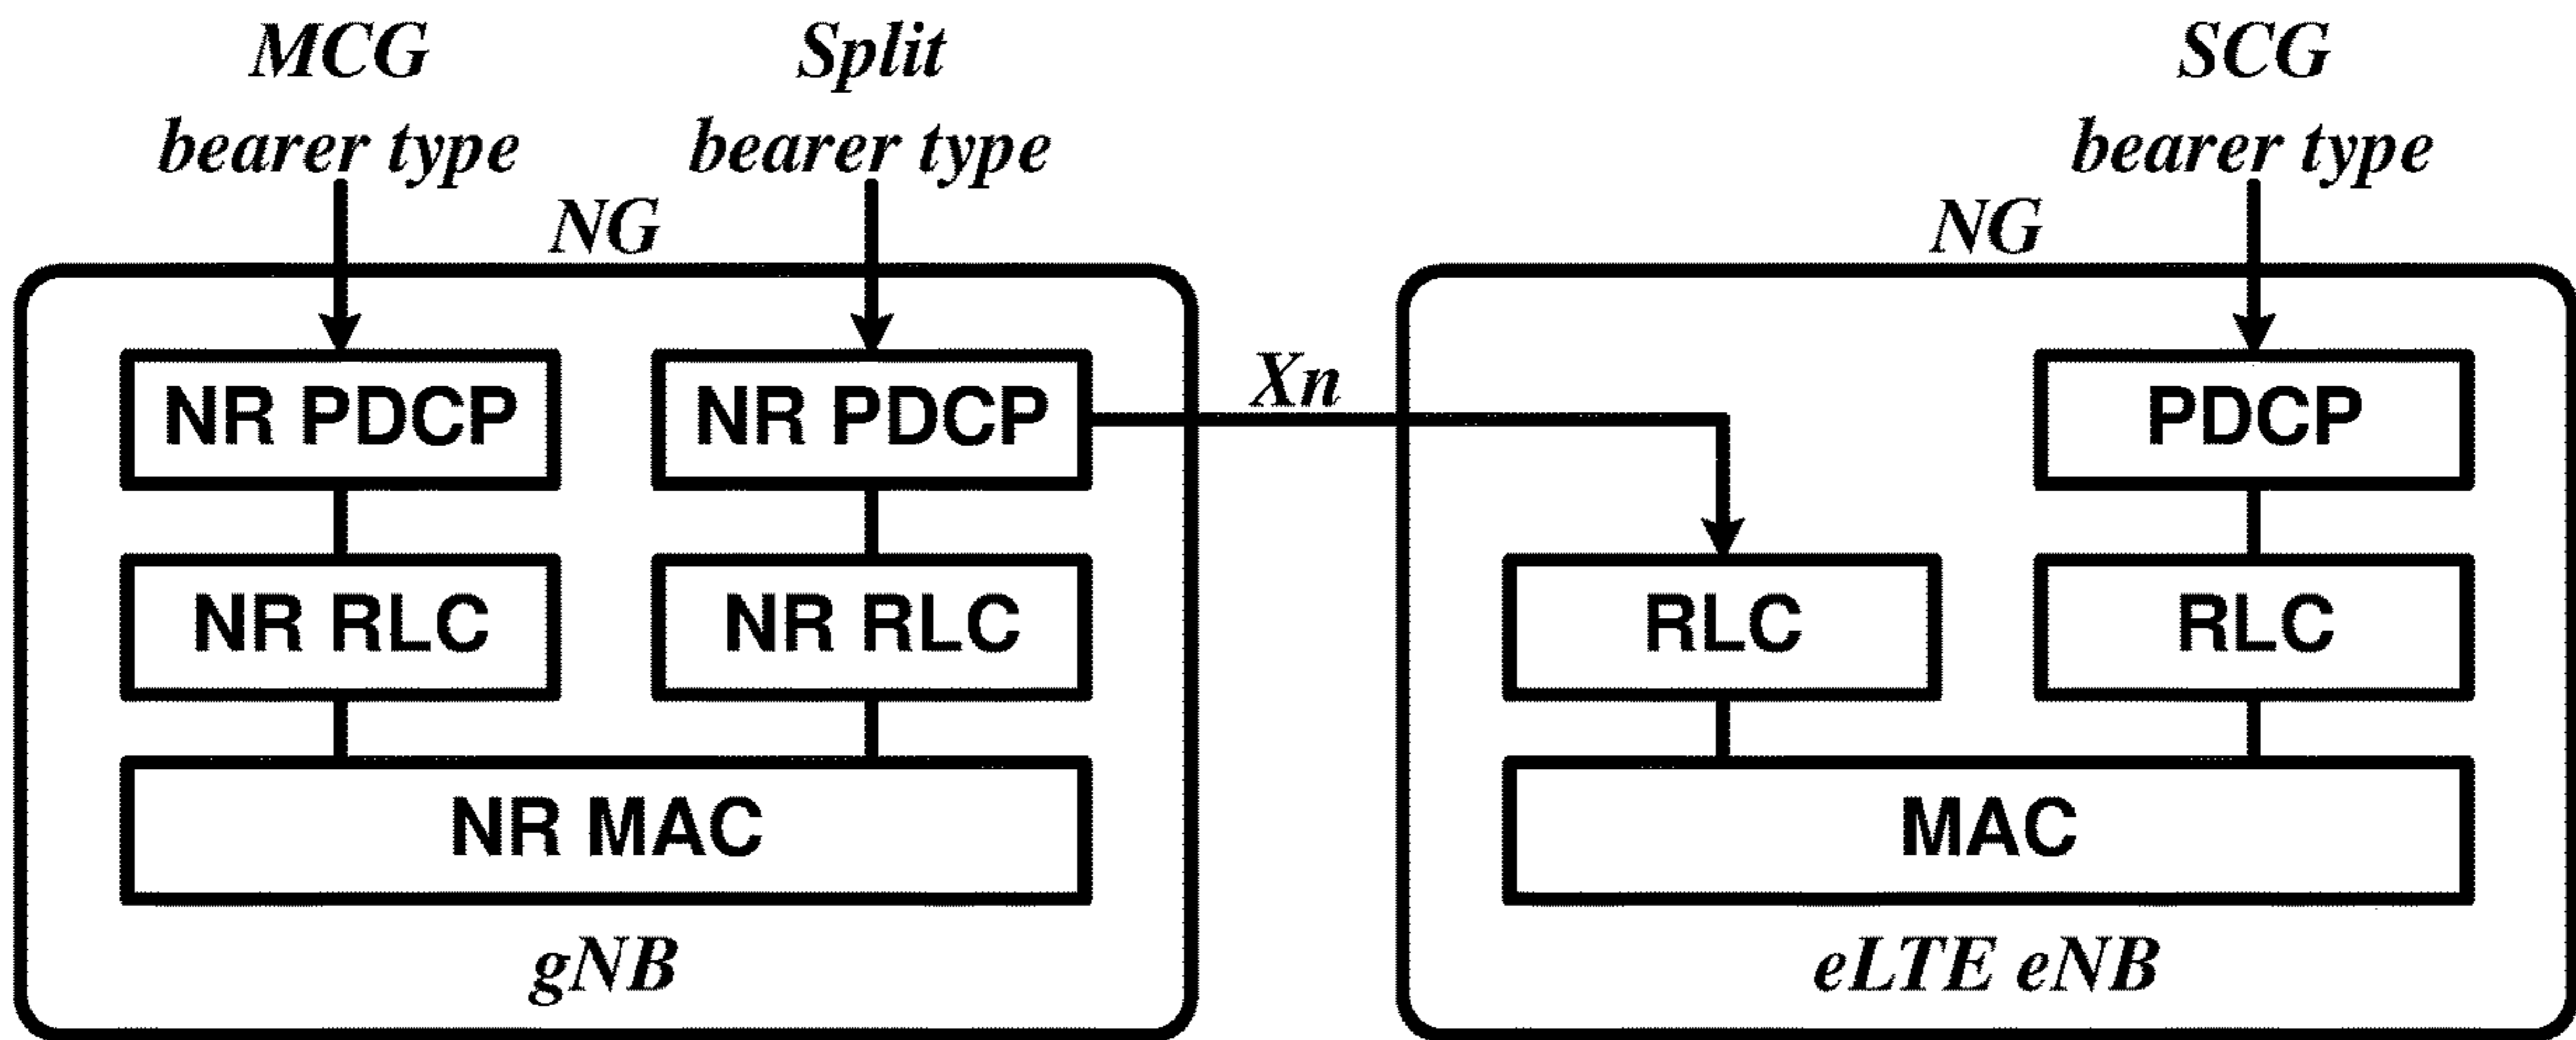 MCG
bearer type
Split
bearer type
SCG
bearer type
NG
NG
Xn
NR PDCP
NR PDCP
PDCP
NR RLC
NR RLC
RLC
RLC
NR MAC
MAC
gNB
eLTE eNB